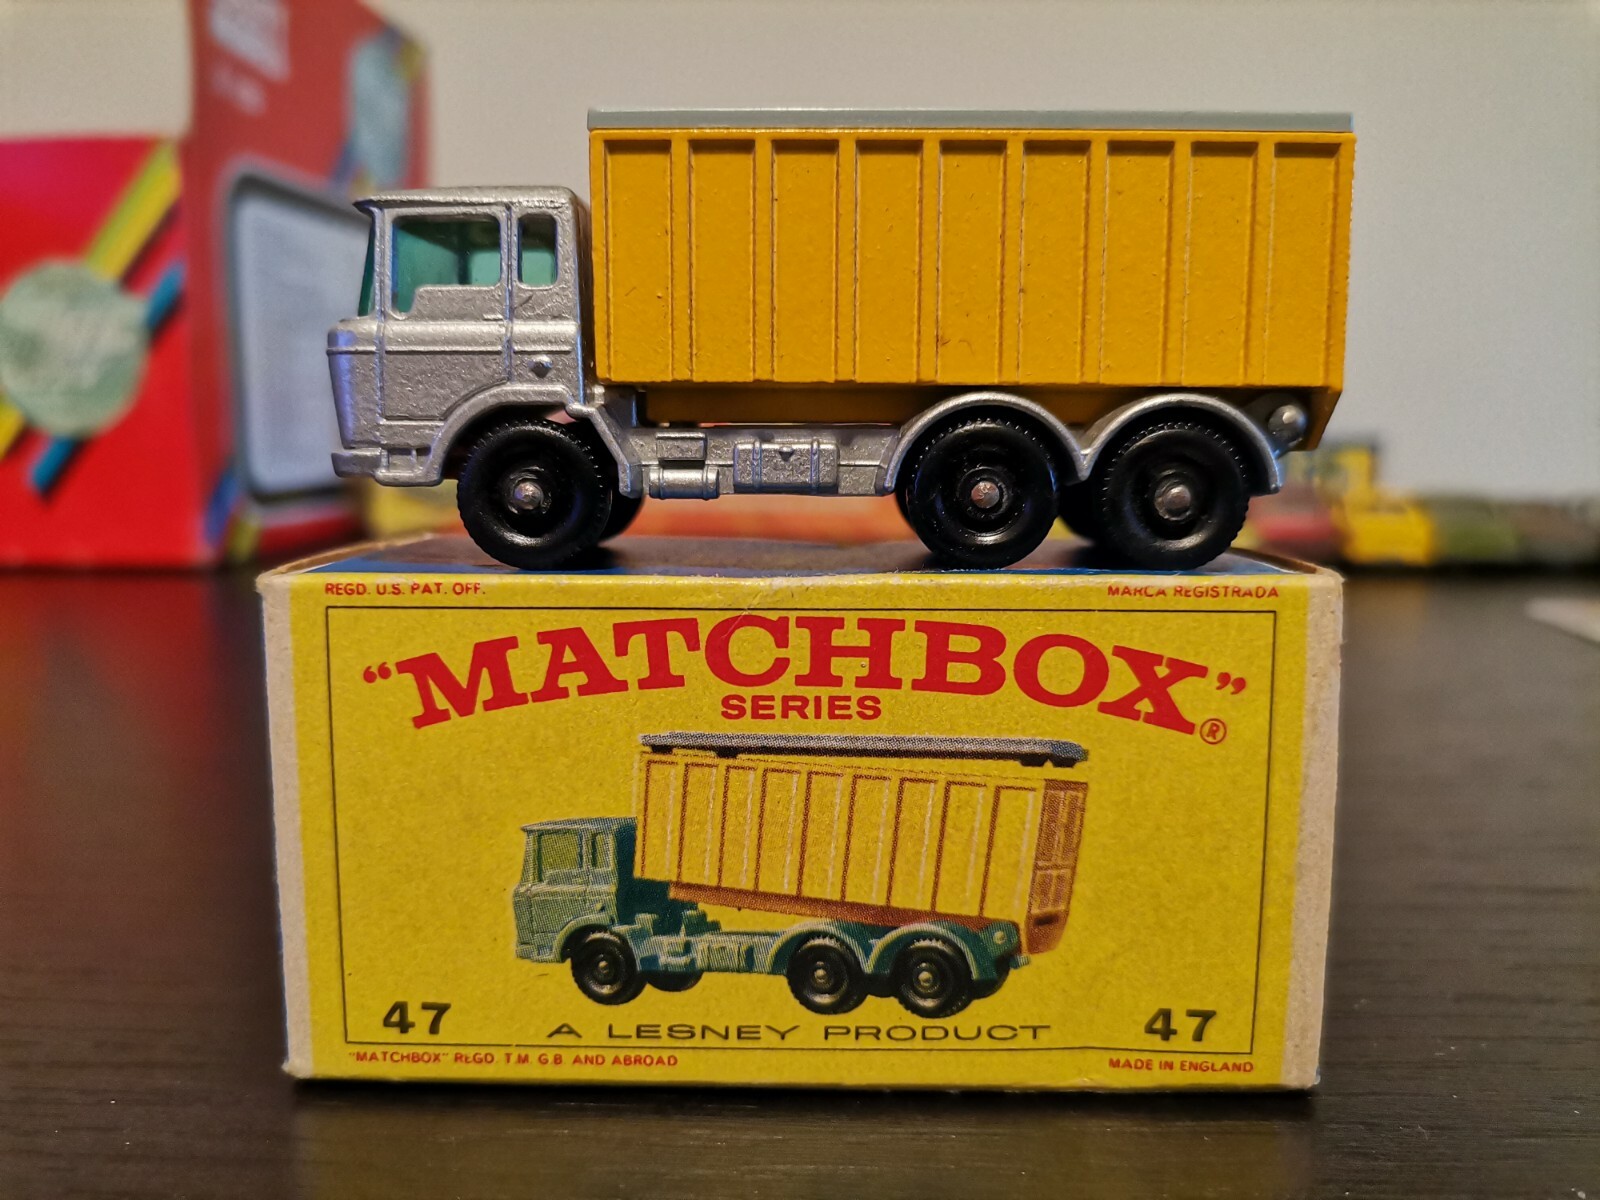 REGD. U.S. PAT. OFF. MARCA REGISTRADA
"MATCHBOX"®
SERIES
47 A LESNEY PRODUCT 47
"MATCHBOX" REGD. T.M. G.B. AND ABROAD MADE IN ENGLAND